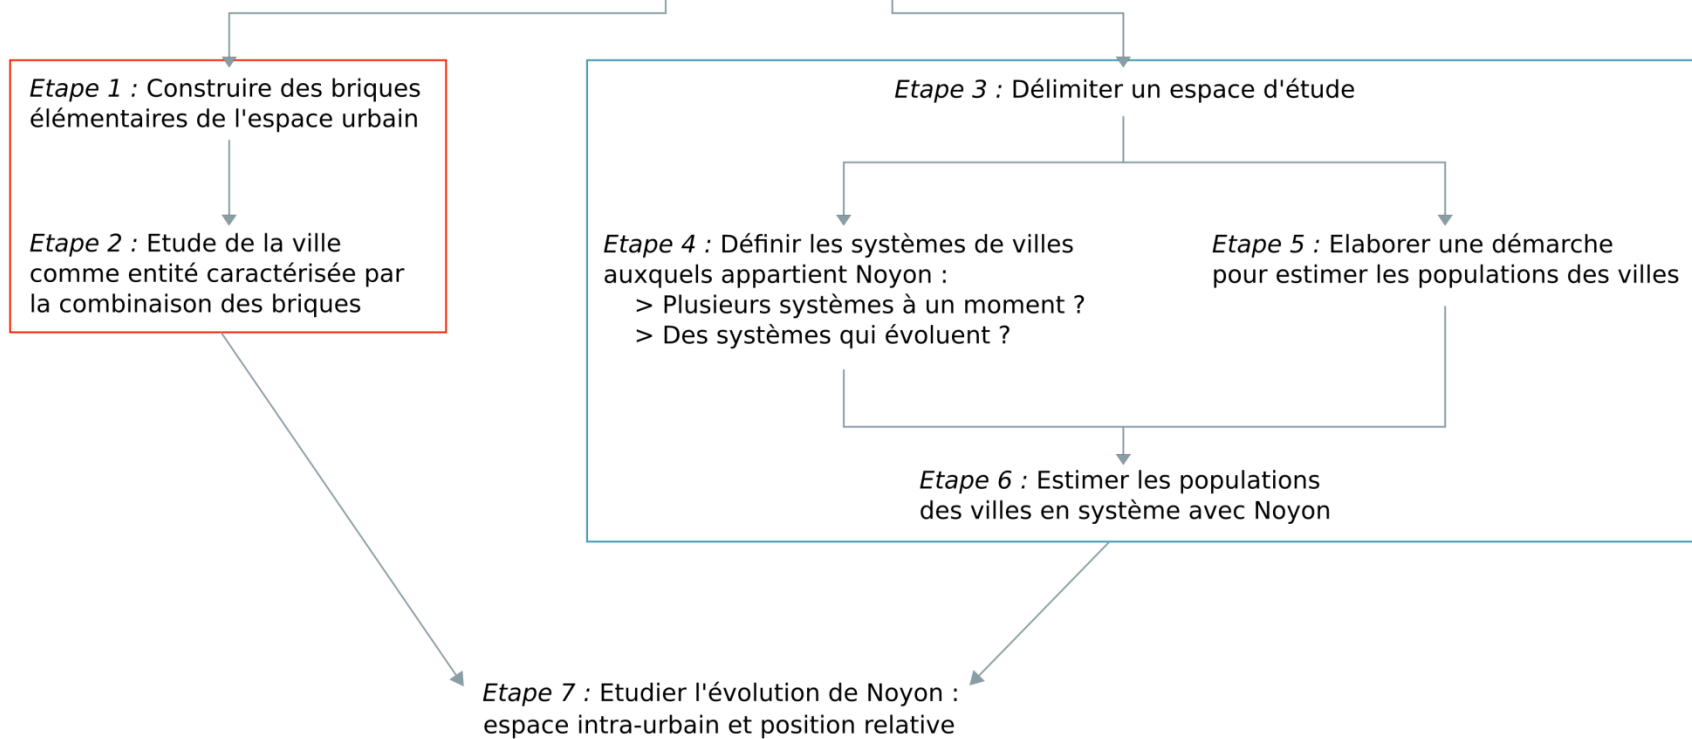 Etape 1 : Construire des briques
élémentaires de l'espace urbain
Etape 2 : Etude de la ville
comme entité caractérisée par
la combinaison des briques
Etape 3 : Délimiter un espace d'étude
Etape 4 : Définir les systèmes de villes
auxquels appartient Noyon :
> Plusieurs systèmes à un moment ?
> Des systèmes qui évoluent ?
Etape 5 : Elaborer une démarche
pour estimer les populations des villes
Etape 6 : Estimer les populations
des villes en système avec Noyon
Etape 7 : Etudier l'évolution de Noyon :
espace intra-urbain et position relative